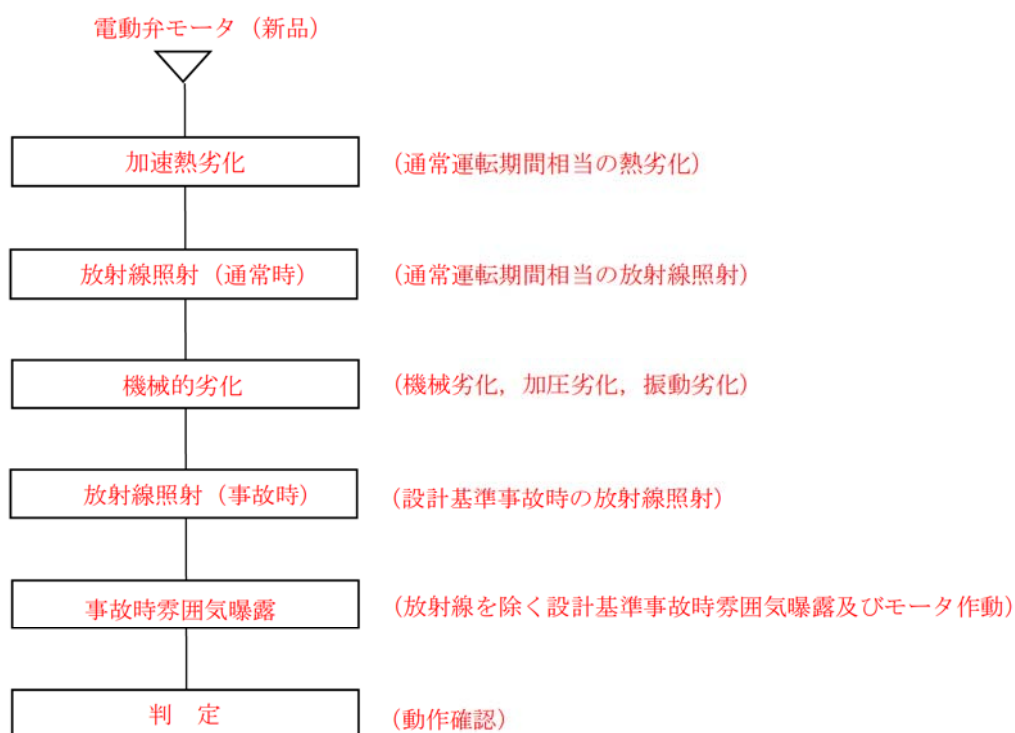 電動弁モータ（新品）
加速熱劣化 （通常運転期間相当の熱劣化）
放射線照射（通常時） （通常運転期間相当の放射線照射）
機械的劣化 （機械劣化，加圧劣化，振動劣化）
放射線照射（事故時） （設計基準事故時の放射線照射）
事故時雰囲気曝露 （放射線を除く設計基準事故時雰囲気曝露及びモータ作動）
判　定 （動作確認）